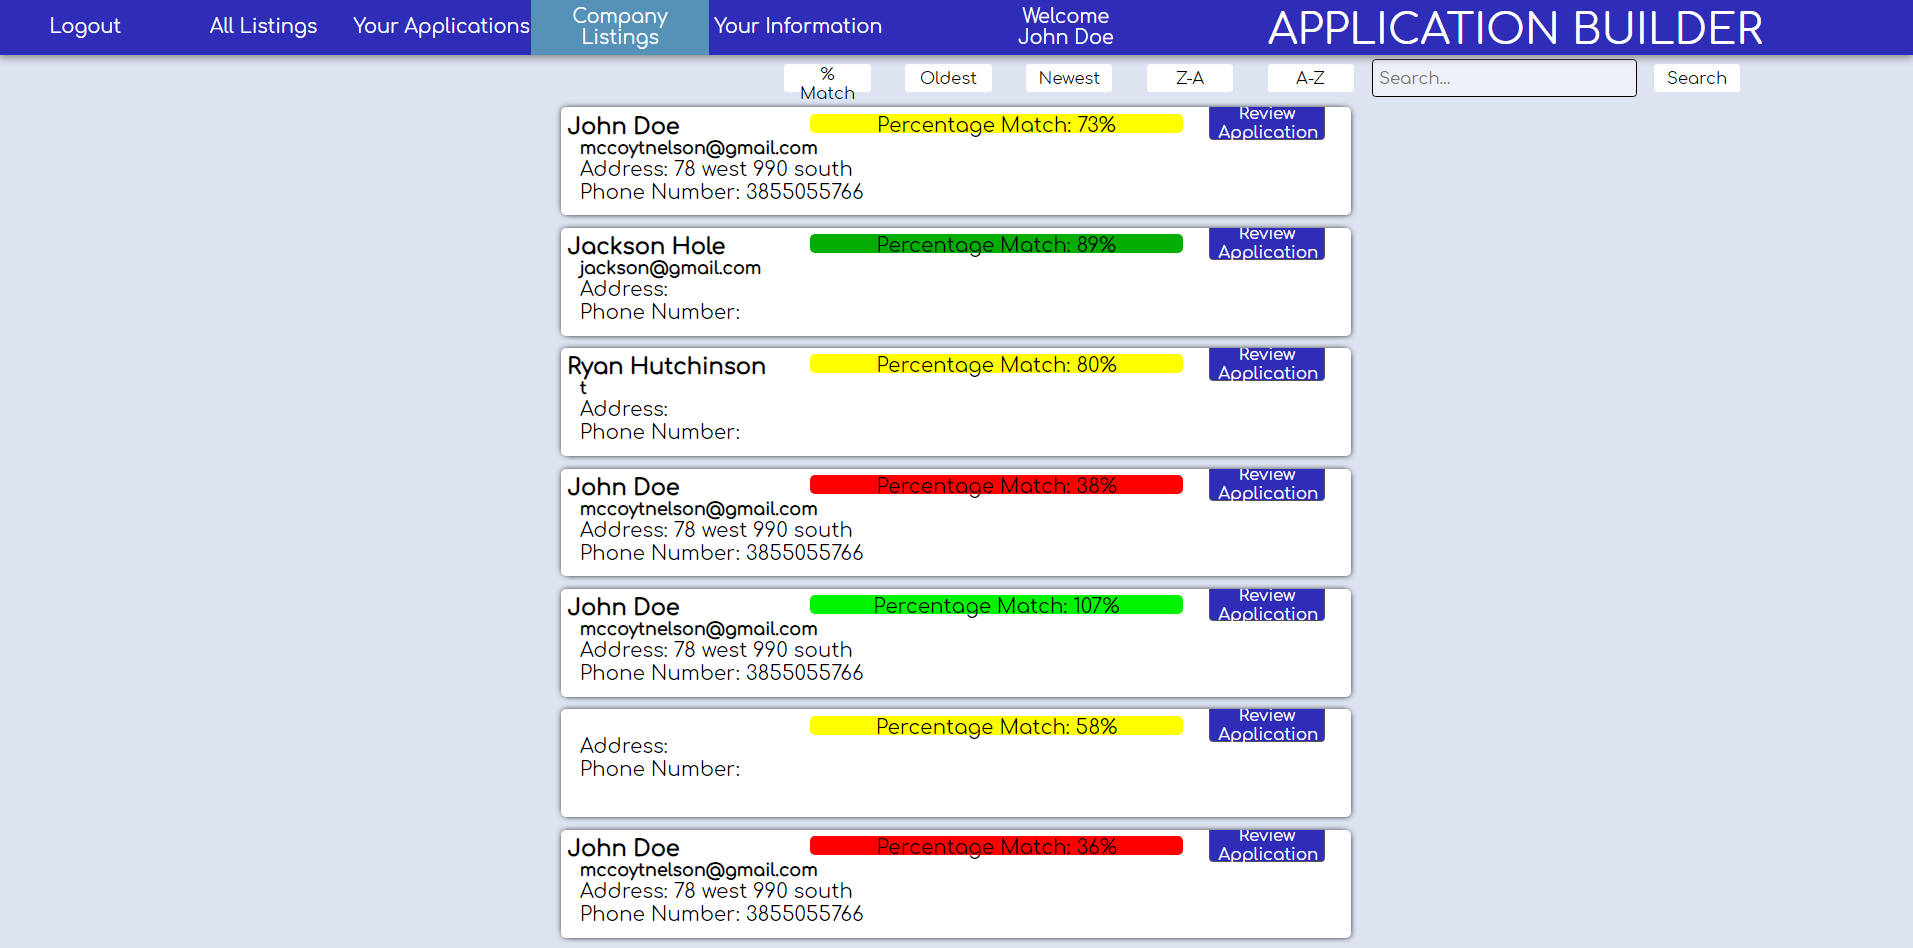 Logout
All Listings
Your Applications
Company
Listings
Your Information
Welcome
John Doe
APPLICATION BUILDER
%
Match
Oldest
Newest
Z-A
A-Z
Search...
Search
John Doe
Percentage Match: 73%
Review
Application
mccoytnelson@gmail.com
Address: 78 west 990 south
Phone Number: 3855055766
Jackson Hole
Percentage Match: 89%
Review
Application
jackson@gmail.com
Address:
Phone Number:
Ryan Hutchinson
Percentage Match: 80%
Review
Application
t
Address:
Phone Number:
John Doe
Percentage Match: 38%
Review
Application
mccoytnelson@gmail.com
Address: 78 west 990 south
Phone Number: 3855055766
John Doe
Percentage Match: 107%
Review
Application
mccoytnelson@gmail.com
Address: 78 west 990 south
Phone Number: 3855055766
Percentage Match: 58%
Review
Application
Address:
Phone Number:
John Doe
Percentage Match: 36%
Review
Application
mccoytnelson@gmail.com
Address: 78 west 990 south
Phone Number: 3855055766